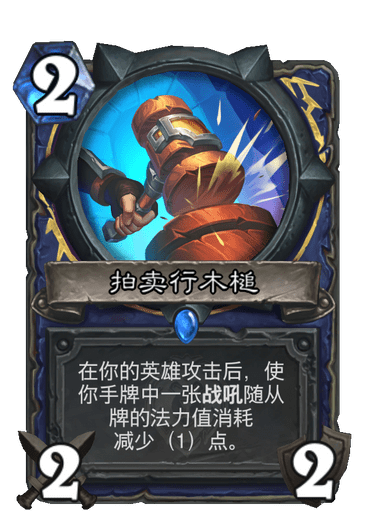 2
拍卖行木槌
在你的英雄攻击后，使
你手牌中一张战吼随从
牌的法力值消耗
减少（1）点。
2
2